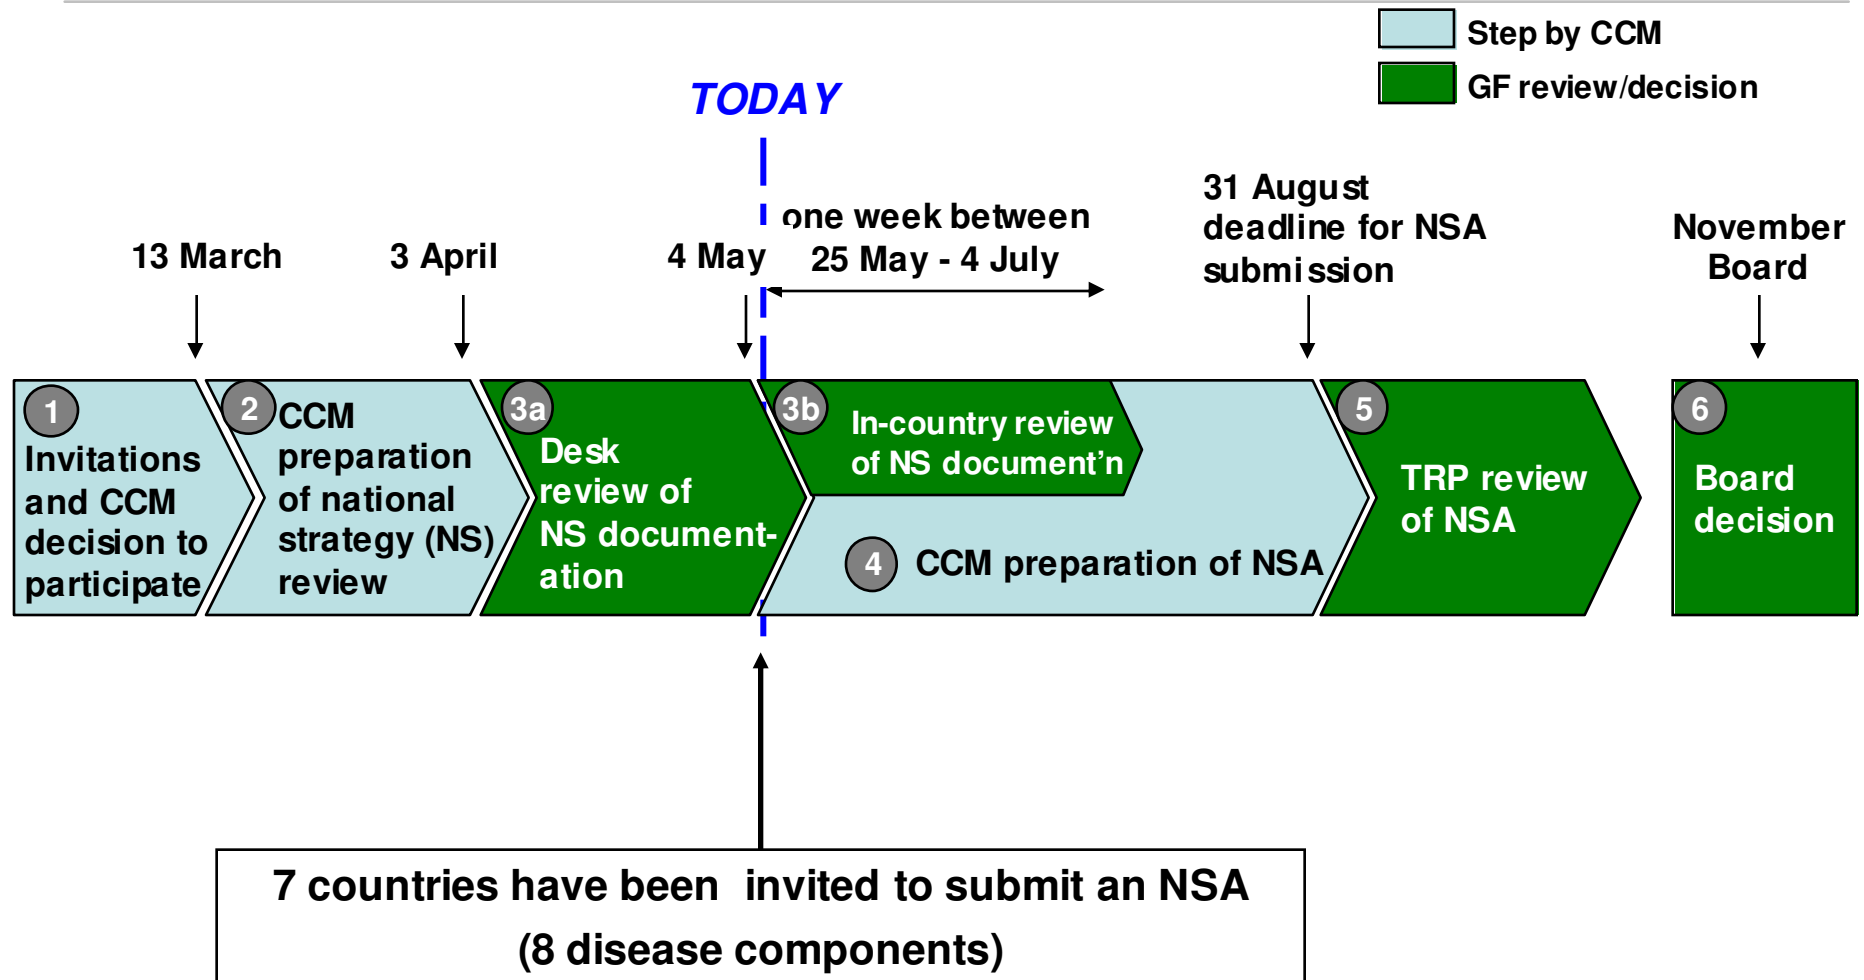 Step by CCM
GF review/decision
TODAY
13 March
3 April
4 May
one week between
25 May - 4 July
31 August
deadline for NSA
submission
November
Board
1
Invitations
and CCM
decision to
participate
2
CCM
preparation
of national
strategy (NS)
review
3a
Desk
review of
NS document-
ation
3b
In-country review
of NS document'n
4
CCM preparation of NSA
5
TRP review
of NSA
6
Board
decision
7 countries have been invited to submit an NSA
(8 disease components)